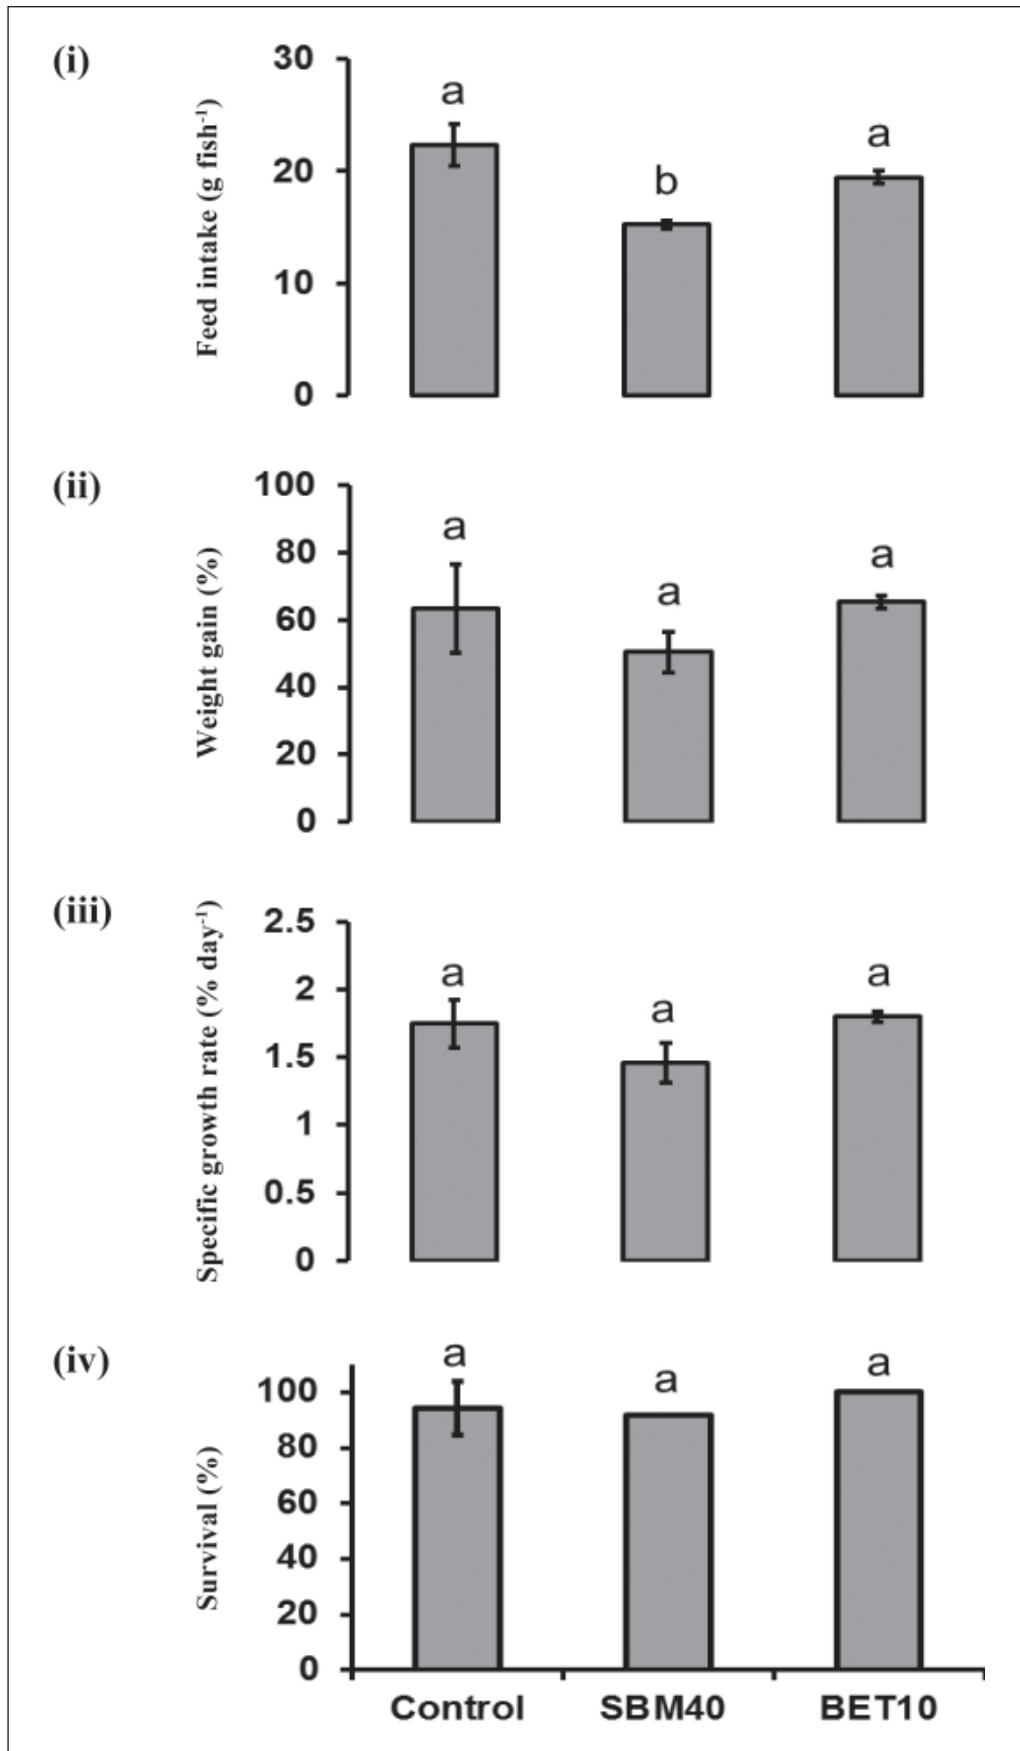 (i)
Feed intake (g fish⁻¹)
30
20
10
0
a
b
a
(ii)
Weight gain (%)
100
80
60
40
20
0
a
a
a
(iii)
Specific growth rate (% day⁻¹)
2.5
2
1.5
1
0.5
0
a
a
a
(iv)
Survival (%)
100
80
60
40
20
0
a
a
a
Control SBM40 BET10